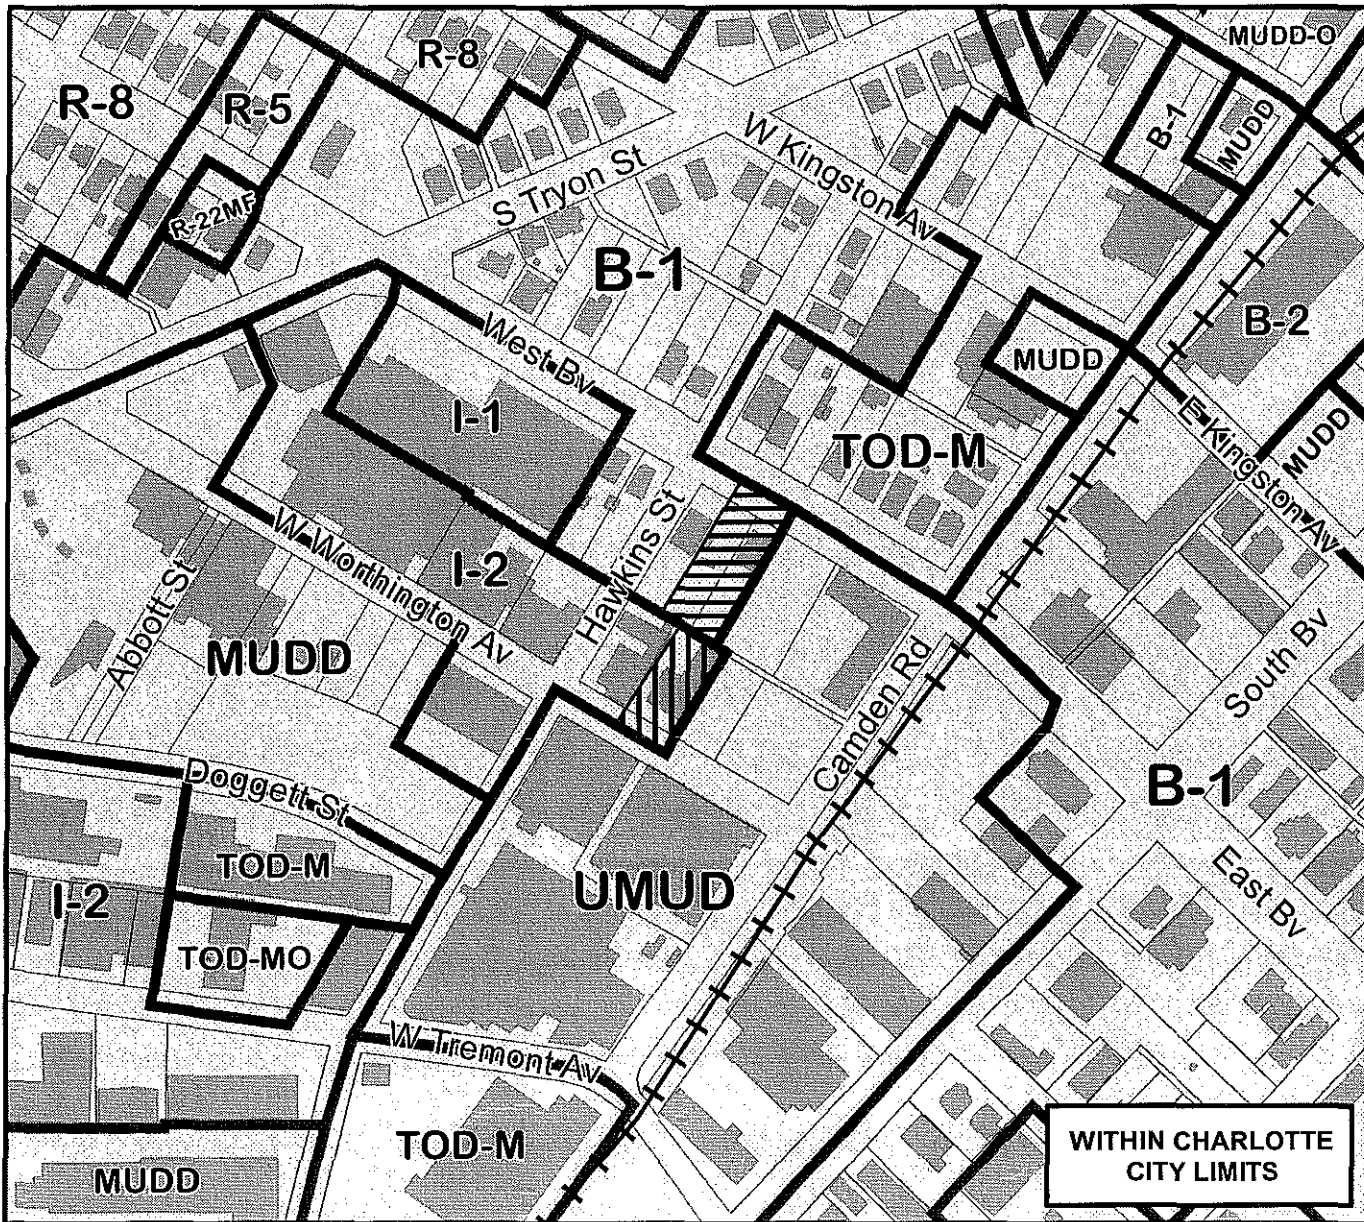 MUDD-O
R-8
R-8
R-5
B-1
MUDD
W Kingston Av
S Tryon St
R-22MF
B-1
B-2
West Bv
MUDD
I-1
TOD-M
E Kingston Av
MUDD
Hawkins St
W Worthington Av
I-2
Abbott St
MUDD
South Bv
Camden Rd
Doggett St
B-1
TOD-M
UMUD
East Bv
I-2
TOD-MO
W Tremont Av
TOD-M
MUDD
WITHIN CHARLOTTE
CITY LIMITS